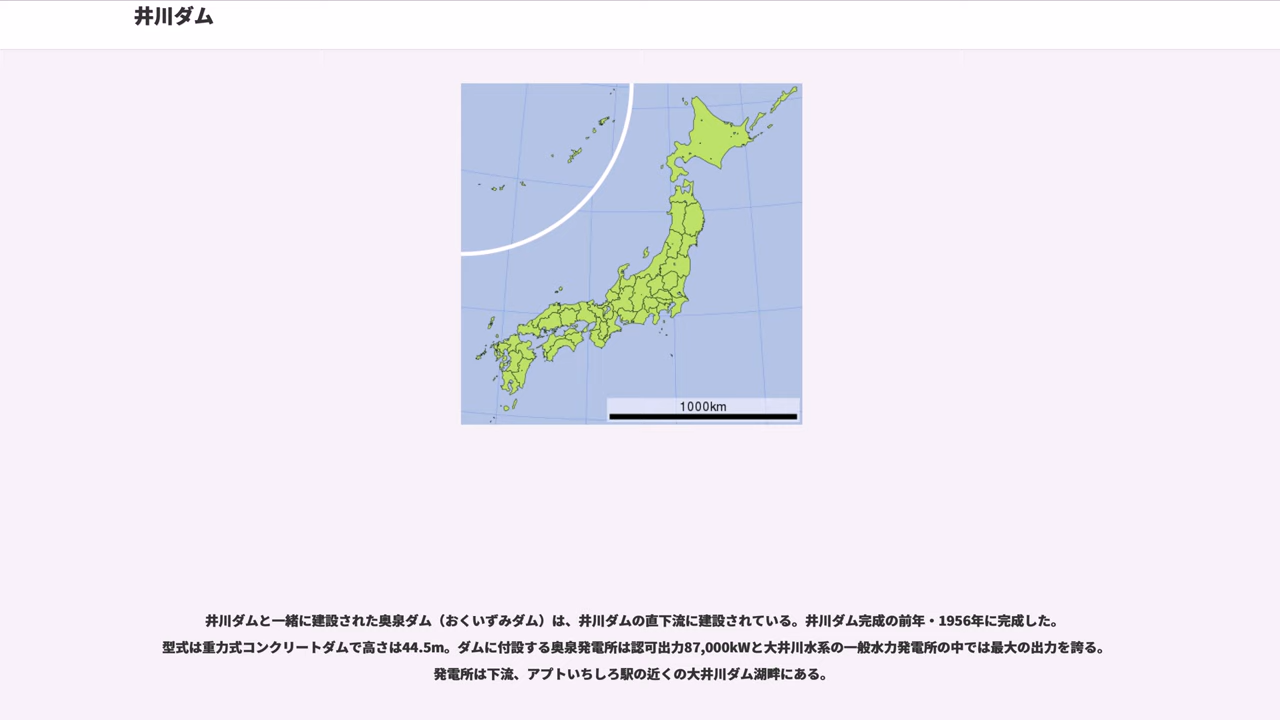 井川ダム
1000km
井川ダムと一緒に建設された奥泉ダム（おくいずみダム）は、井川ダムの直下流に建設されている。井川ダム完成の前年・1956年に完成した。
型式は重力式コンクリートダムで高さは44.5m。ダムに付設する奥泉発電所は認可出力87,000kWと大井川水系の一般水力発電所の中では最大の出力を誇る。
発電所は下流、アプトいちしろ駅の近くの大井川ダム湖畔にある。